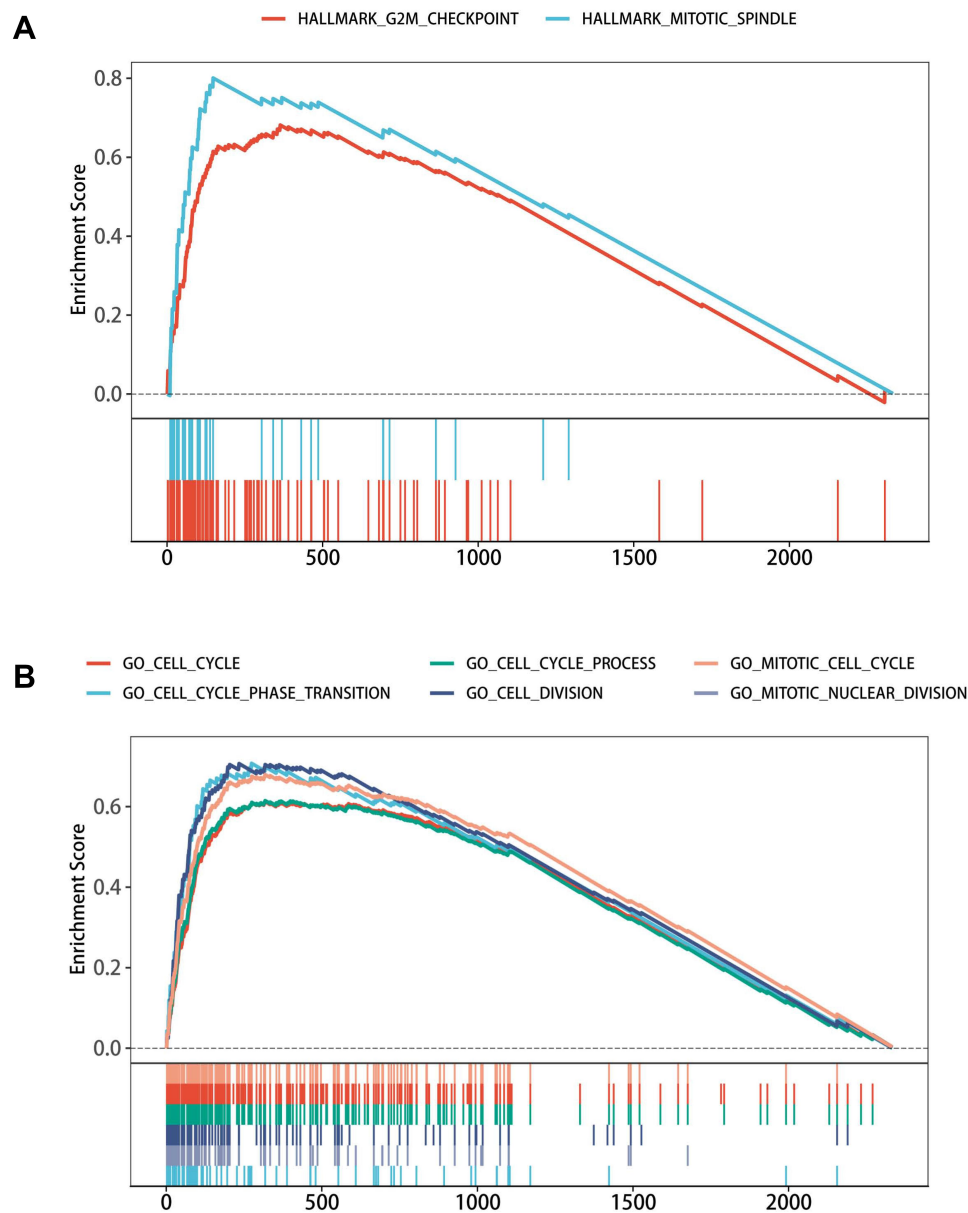 A
HALLMARK_G2M_CHECKPOINT HALLMARK_MITOTIC_SPINDLE
Enrichment Score
0.8
0.6
0.4
0.2
0.0
0 500 1000 1500 2000
B
GO_CELL_CYCLE GO_CELL_CYCLE_PROCESS GO_MITOTIC_CELL_CYCLE
GO_CELL_CYCLE_PHASE_TRANSITION GO_CELL_DIVISION GO_MITOTIC_NUCLEAR_DIVISION
Enrichment Score
0.6
0.4
0.2
0.0
0 500 1000 1500 2000